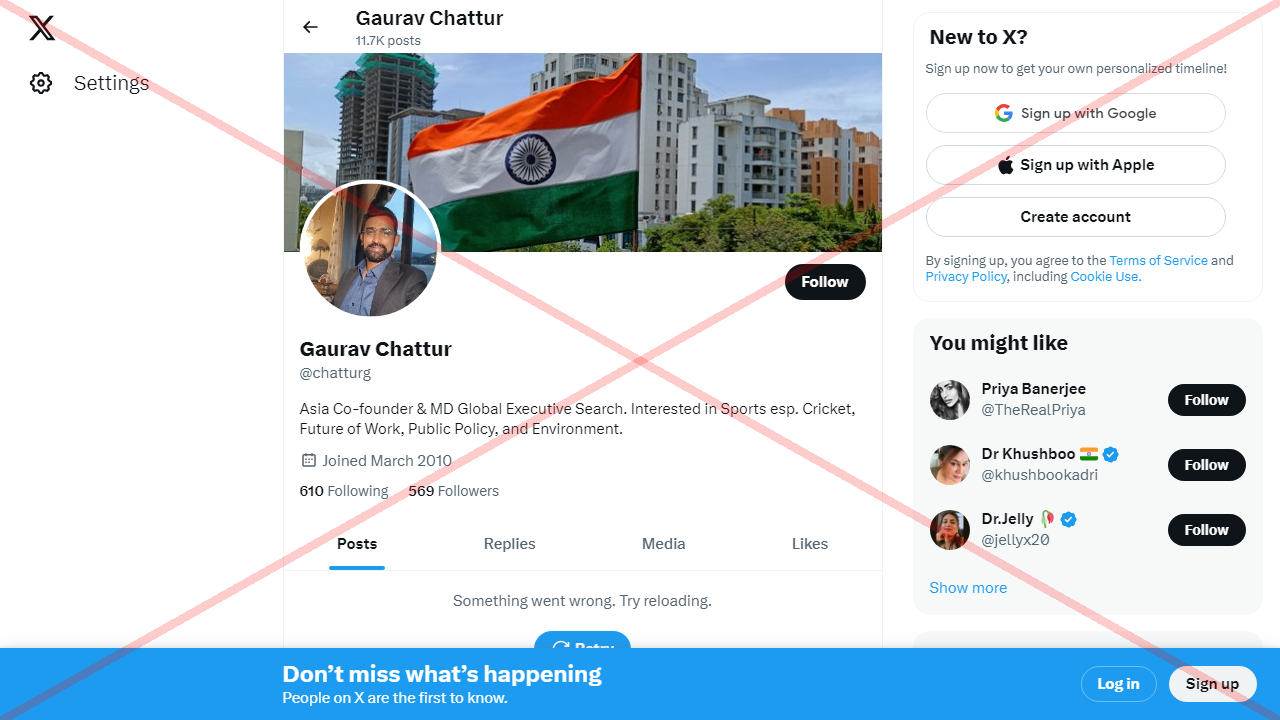 Settings
Gaurav Chattur
11.7K posts
Follow
Gaurav Chattur
@chatturg
Asia Co-founder & MD Global Executive Search. Interested in Sports esp. Cricket,
Future of Work, Public Policy, and Environment.
Joined March 2010
610 Following 569 Followers
Posts Replies Media Likes
Something went wrong. Try reloading.
Retry
New to X?
Sign up now to get your own personalized timeline!
Sign up with Google
Sign up with Apple
Create account
By signing up, you agree to the Terms of Service and
Privacy Policy, including Cookie Use.
You might like
Priya Banerjee
@TheRealPriya
Follow
Dr Khushboo
@khushbookadri
Follow
Dr.Jelly
@jellyx20
Follow
Show more
Don’t miss what’s happening
People on X are the first to know.
Log in
Sign up